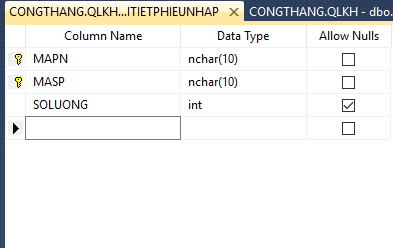 CONGTHANG.QLKH...ITIETPHIEUNHAP CONGTHANG.QLKH - dbo.
Column Name Data Type Allow Nulls
MAPN nchar(10)
MASP nchar(10)
SOLUONG int